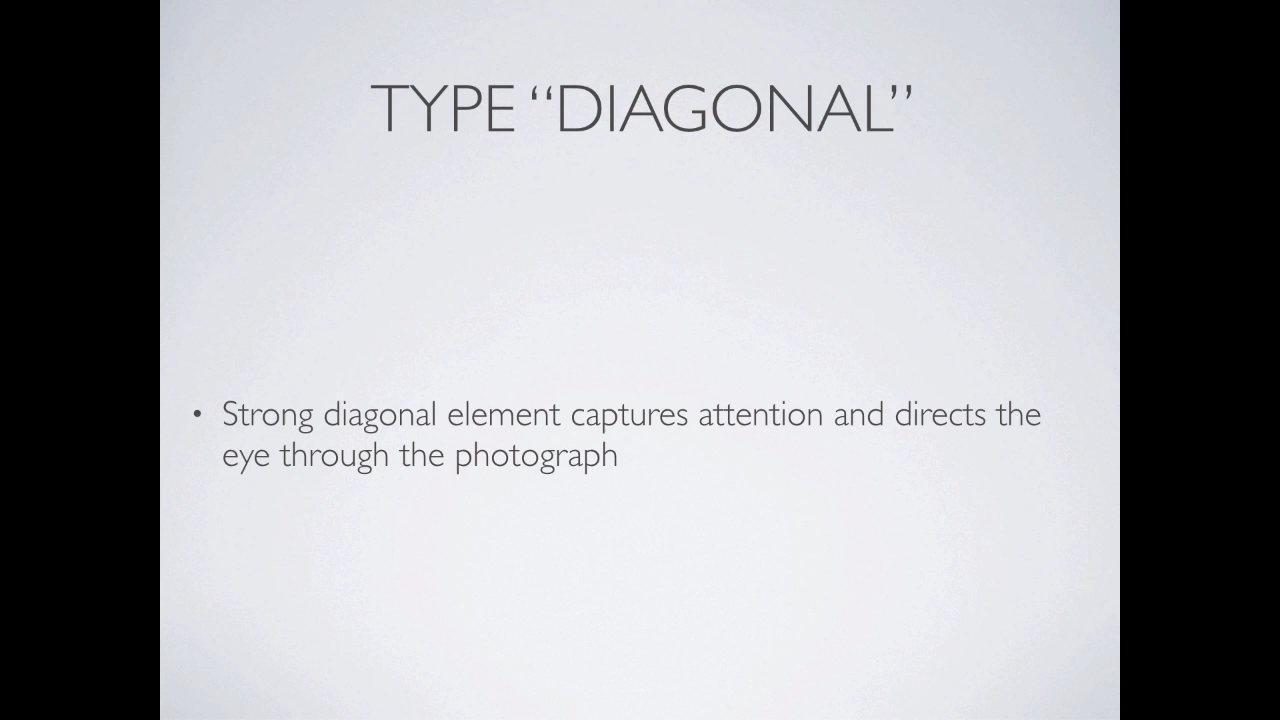 TYPE “DIAGONAL”
• Strong diagonal element captures attention and directs the
eye through the photograph